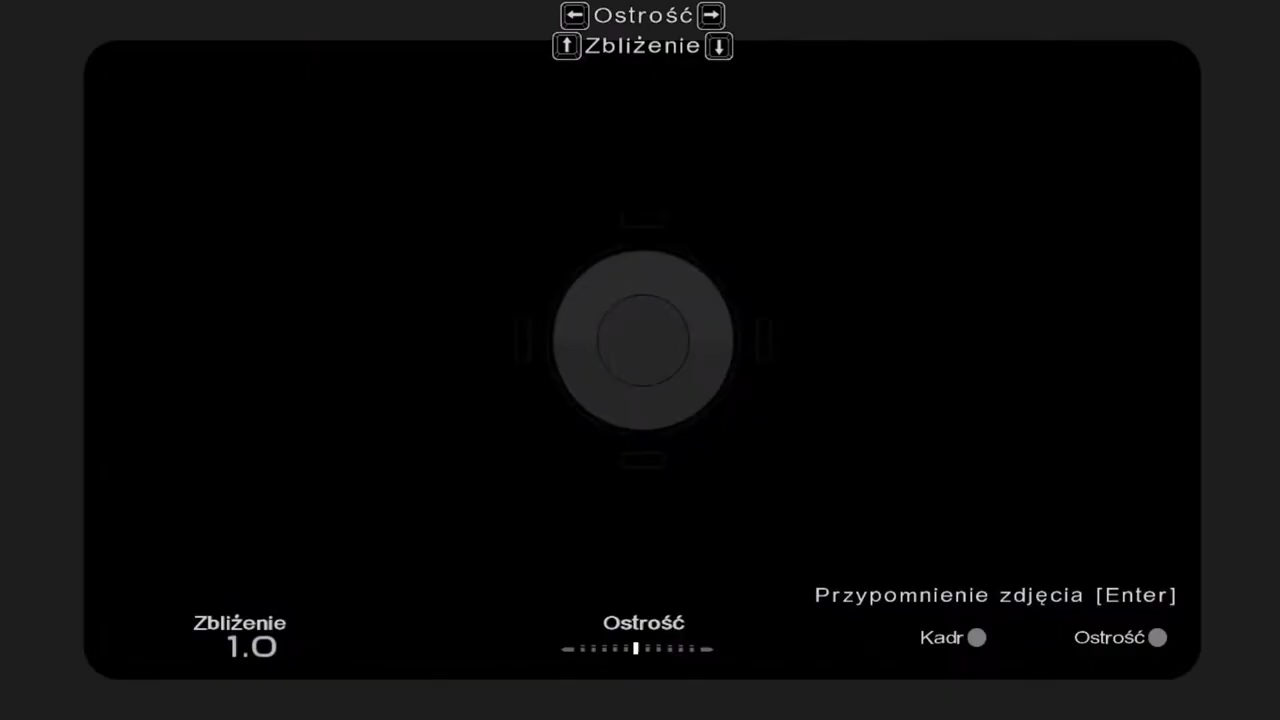 Ostrość
Zbliżenie
Przypomnienie zdjęcia [Enter]
Zbliżenie
1.0
Ostrość
Kadr
Ostrość